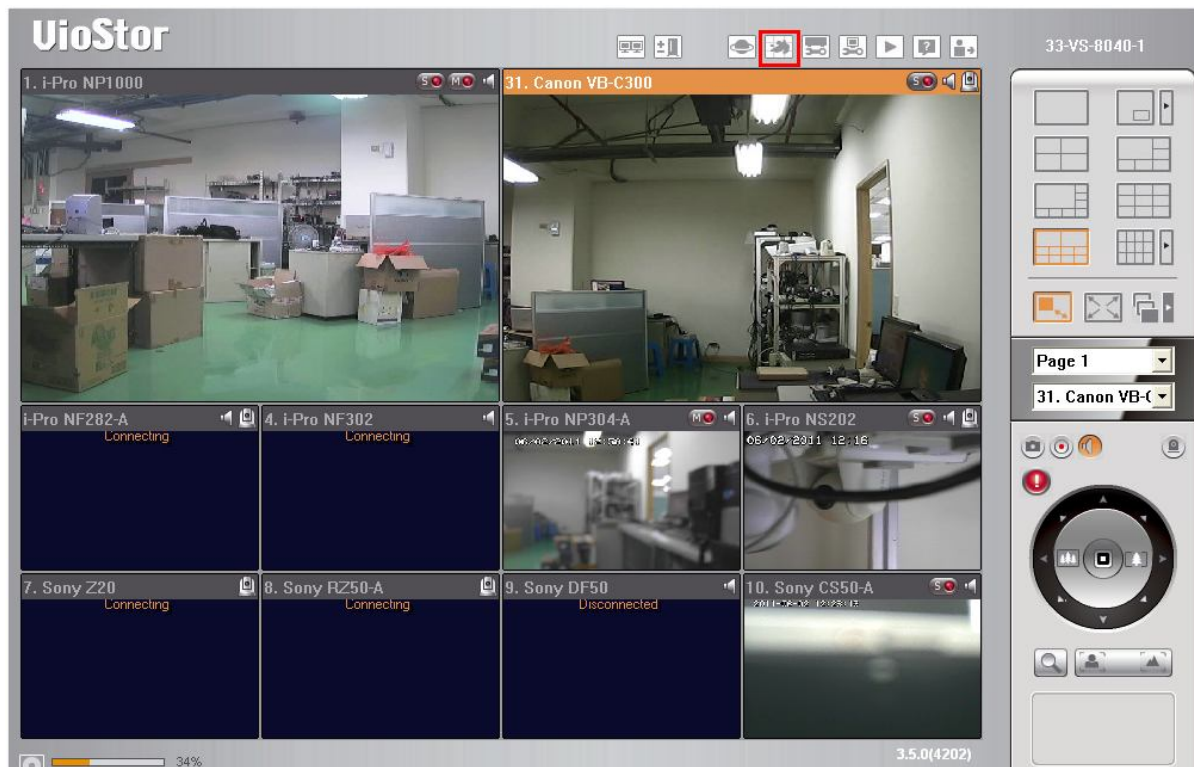 VioStor
33-VS-8040-1
1. i-Pro NP1000
S M
31. Canon VB-C300
S
i-Pro NF282-A
Connecting
4. i-Pro NF302
Connecting
5. i-Pro NP304-A
M
6. i-Pro NS202
S
06/02/2011 12:16
7. Sony Z20
Connecting
8. Sony RZ50-A
Connecting
9. Sony DF50
Disconnected
10. Sony CS50-A
S
Page 1
31. Canon VB-(
34%
3.5.0(4202)